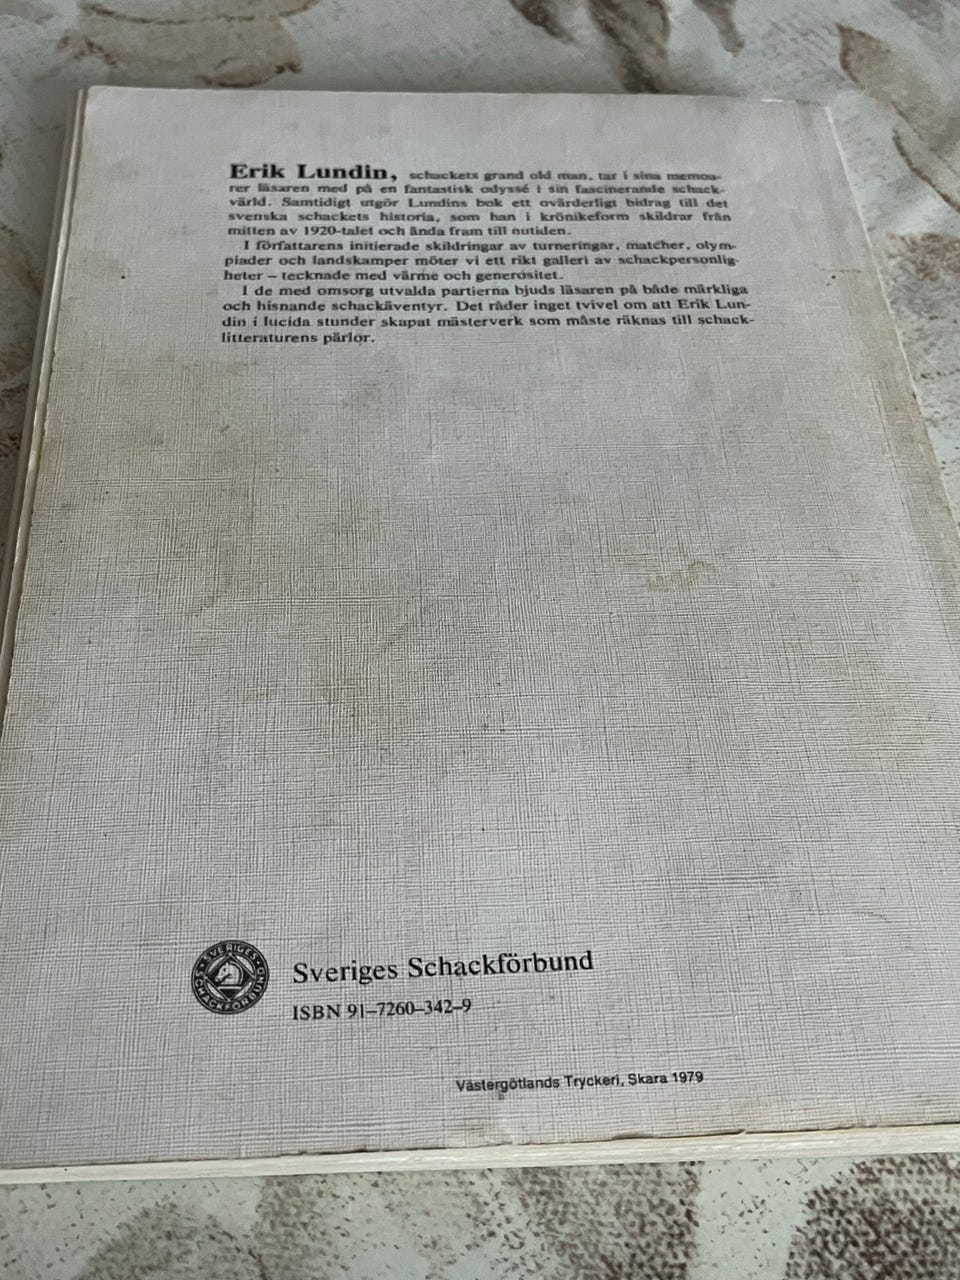 Erik Lundin, schackets grand old man, tar i sina memoa-
rer läsaren med på en fantastisk odyssé i sin fascinerande schack-
värld. Samtidigt utgör Lundins bok ett ovärderligt bidrag till det
svenska schackets historia, som han i krönikeform skildrar från
mitten av 1920-talet och ända fram till nutiden.
I författarens initierade skildringar av turneringar, matcher, olym-
piader och landskamper möter vi ett rikt galleri av schackpersonlig-
heter – tecknade med värme och generositet.
I de med omsorg utvalda partierna bjuds läsaren på både märkliga
och hisnande schackäventyr. Det råder inget tvivel om att Erik Lun-
din i lucida stunder skapat mästerverk som måste räknas till schack-
litteraturens pärlor.
SVERIGES SCHACKFÖRBUND
Sveriges Schackförbund
ISBN 91–7260–342–9
Västergötlands Tryckeri, Skara 1979